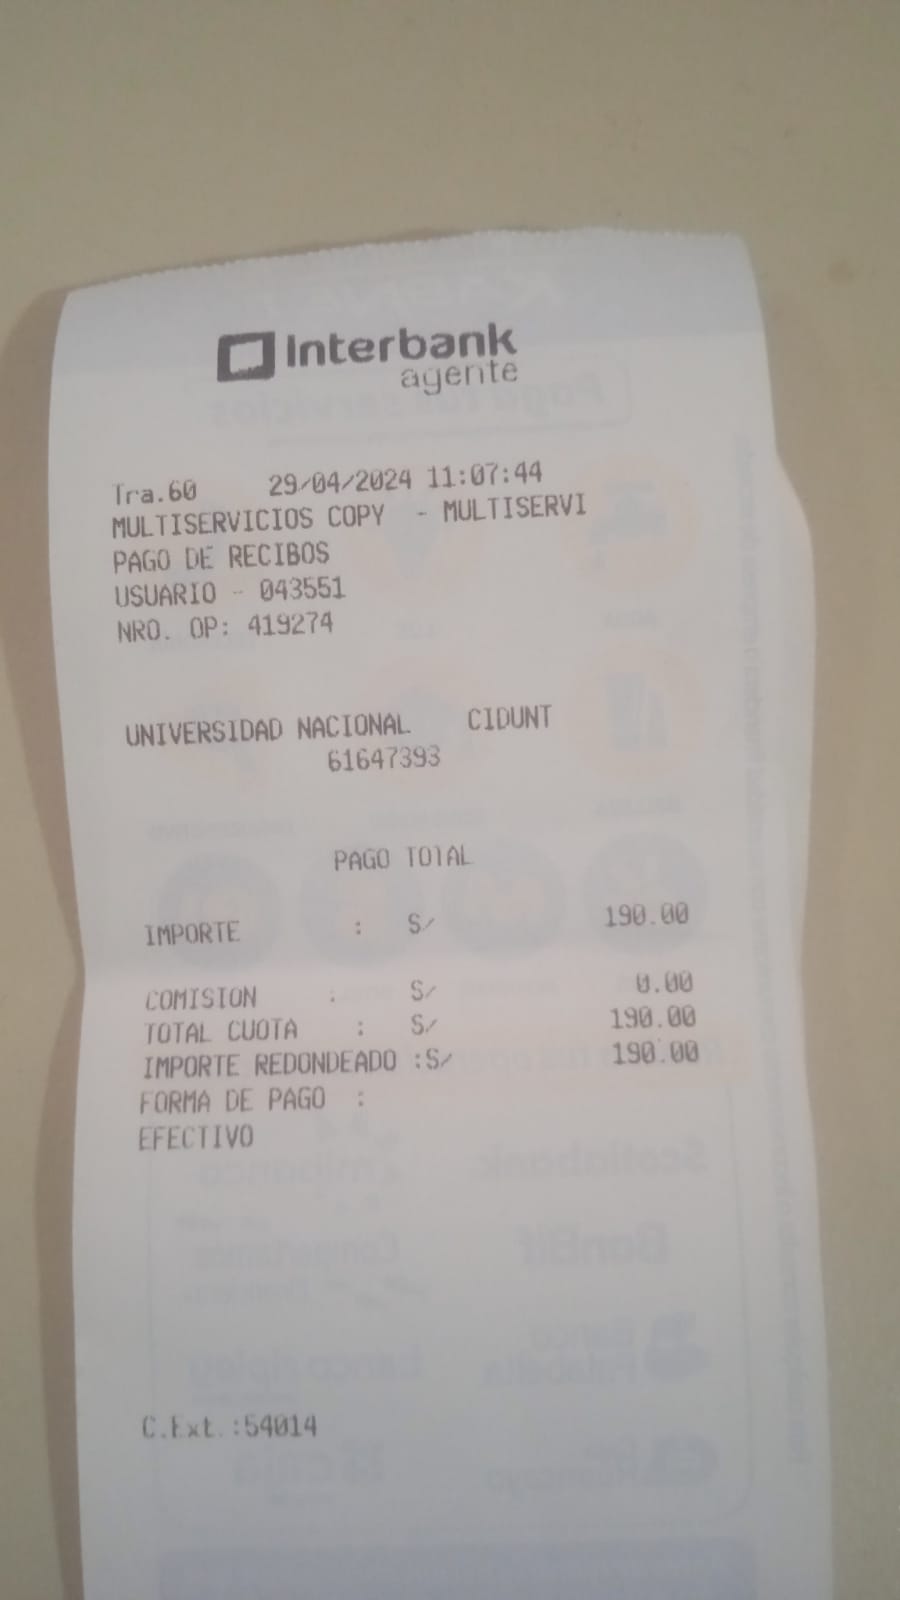 Interbank
agente
Tra.60 29/04/2024 11:07:44
MULTISERVICIOS COPY - MULTISERVI
PAGO DE RECIBOS
USUARIO - 043551
NRO. OP: 419274
UNIVERSIDAD NACIONAL CIDUNT
61647393
PAGO TOTAL
IMPORTE : S/ 190.00
COMISION : S/ 0.00
TOTAL CUOTA : S/ 190.00
IMPORTE REDONDEADO :S/ 190.00
FORMA DE PAGO :
EFECTIVO
C.Ext.:54014